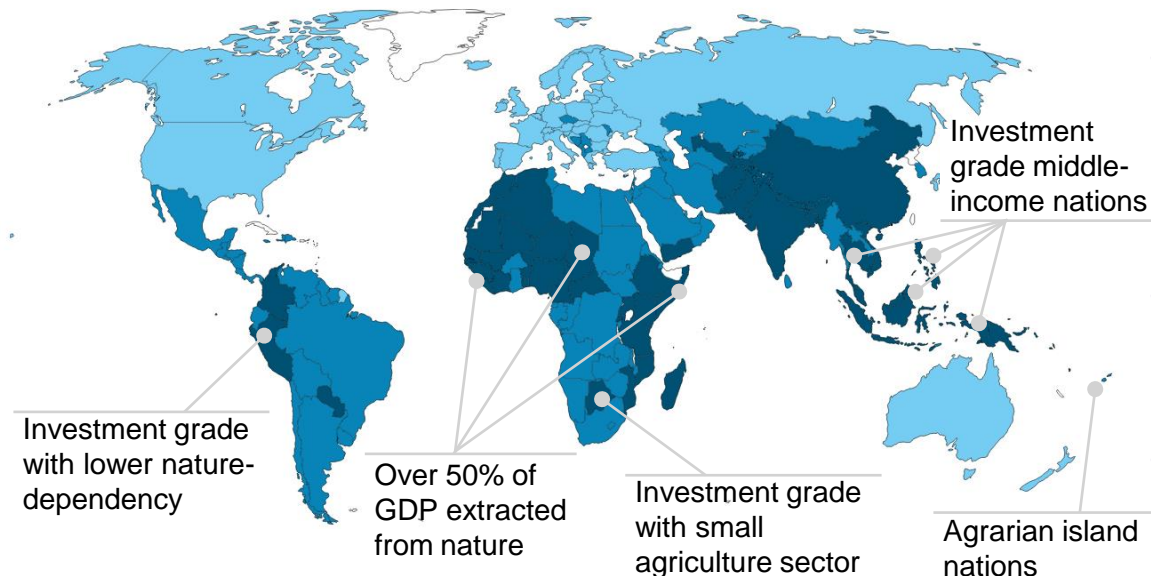 Investment
grade middle-
income nations
Investment grade
with lower nature-
dependency
Over 50% of
GDP extracted
from nature
Investment grade
with small
agriculture sector
Agrarian island
nations